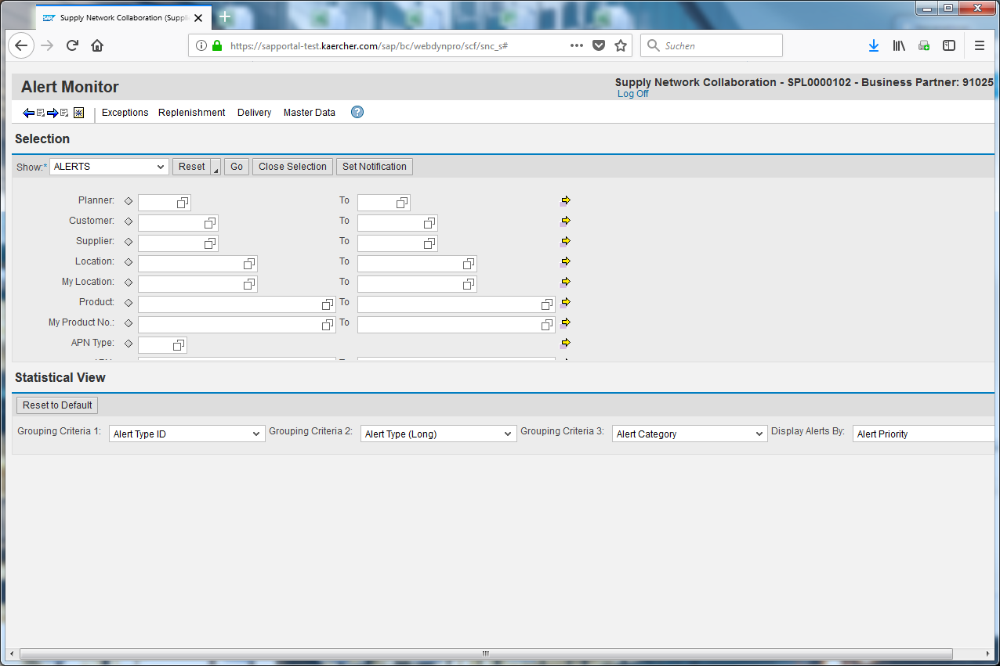 SAP Supply Network Collaboration (Suppl
https://sapportal-test.kaercher.com/sap/bc/webdynpro/scf/snc_s#
Suchen
Alert Monitor
Supply Network Collaboration - SPL0000102 - Business Partner: 91025
Log Off
Exceptions Replenishment Delivery Master Data ?
Selection
Show:* ALERTS Reset Go Close Selection Set Notification
Planner: To
Customer: To
Supplier: To
Location: To
My Location: To
Product: To
My Product No.: To
APN Type:
Statistical View
Reset to Default
Grouping Criteria 1: Alert Type ID Grouping Criteria 2: Alert Type (Long) Grouping Criteria 3: Alert Category Display Alerts By: Alert Priority